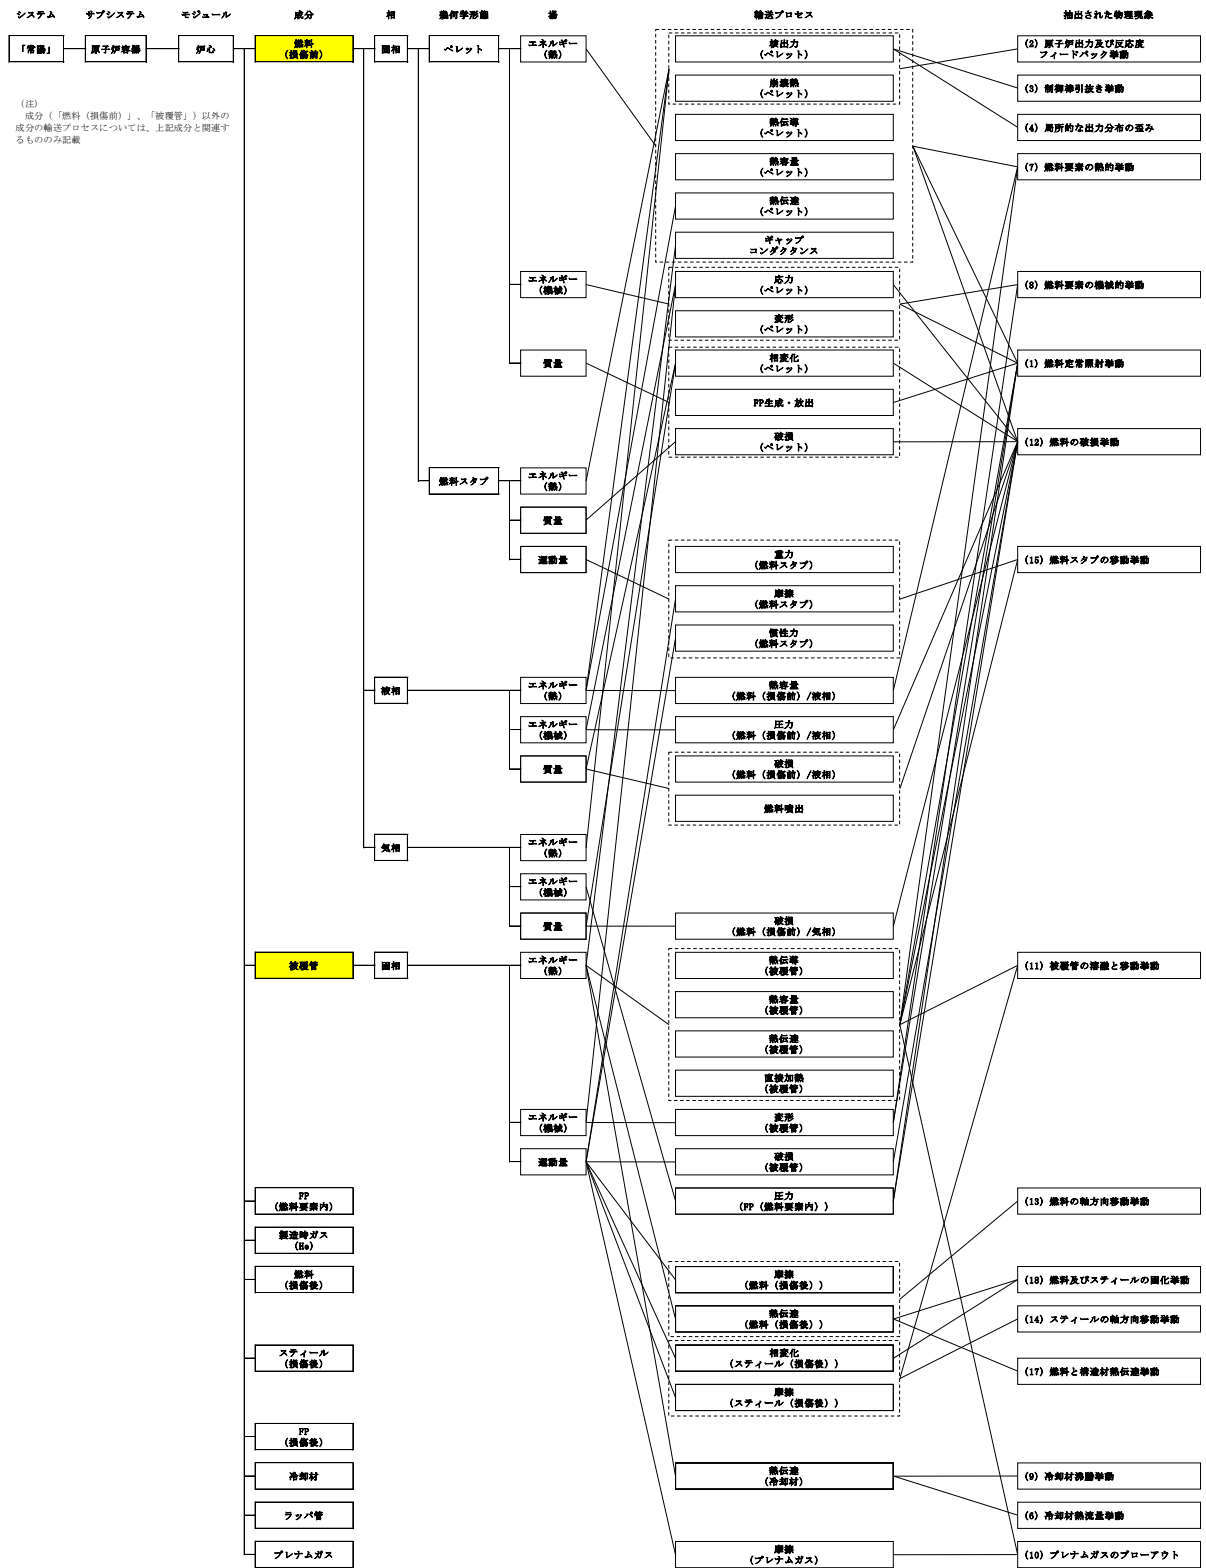 システム
サブシステム
モジュール
成分
相
幾何学形態
場
輸送プロセス
抽出された物理現象
「常陽」
原子炉容器
炉心
燃料
(損傷前)
固相
ペレット
エネルギー
(熱)
核出力
(ペレット)
(2) 原子炉出力及び反応度
フィードバック挙動
(注)
成分(「燃料(損傷前)」、「被覆管」)以外の
成分の輸送プロセスについては、上記成分と関連す
るもののみ記載
崩壊熱
(ペレット)
(3) 制御棒引抜き挙動
熱伝導
(ペレット)
(4) 局所的な出力分布の歪み
熱容量
(ペレット)
(7) 燃料要素の熱的挙動
熱伝達
(ペレット)
ギャップ
コンダクタンス
エネルギー
(機械)
応力
(ペレット)
(8) 燃料要素の機械的挙動
変形
(ペレット)
質量
相変化
(ペレット)
(1) 燃料定常照射挙動
FP生成・放出
破損
(ペレット)
(12) 燃料の破損挙動
燃料スタブ
エネルギー
(熱)
質量
運動量
重力
(燃料スタブ)
(15) 燃料スタブの移動挙動
摩擦
(燃料スタブ)
慣性力
(燃料スタブ)
液相
エネルギー
(熱)
熱容量
(燃料(損傷前)/液相)
エネルギー
(機械)
圧力
(燃料(損傷前)/液相)
質量
破損
(燃料(損傷前)/液相)
燃料噴出
気相
エネルギー
(熱)
エネルギー
(機械)
質量
破損
(燃料(損傷前)/気相)
被覆管
固相
エネルギー
(熱)
熱伝導
(被覆管)
(11) 被覆管の溶融と移動挙動
熱容量
(被覆管)
熱伝達
(被覆管)
直接加熱
(被覆管)
エネルギー
(機械)
変形
(被覆管)
運動量
破損
(被覆管)
FP
(燃料要素内)
圧力
(FP(燃料要素内))
(13) 燃料の軸方向移動挙動
製造時ガス
(He)
燃料
(損傷後)
摩擦
(燃料(損傷後))
(18) 燃料及びスティールの固化挙動
熱伝達
(燃料(損傷後))
(14) スティールの軸方向移動挙動
スティール
(損傷後)
相変化
(スティール(損傷後))
(17) 燃料と構造材熱伝達挙動
摩擦
(スティール(損傷後))
FP
(損傷後)
冷却材
熱伝達
(冷却材)
(9) 冷却材沸騰挙動
ラッパ管
(6) 冷却材熱流量挙動
プレナムガス
摩擦
(プレナムガス)
(10) プレナムガスのブローアウト